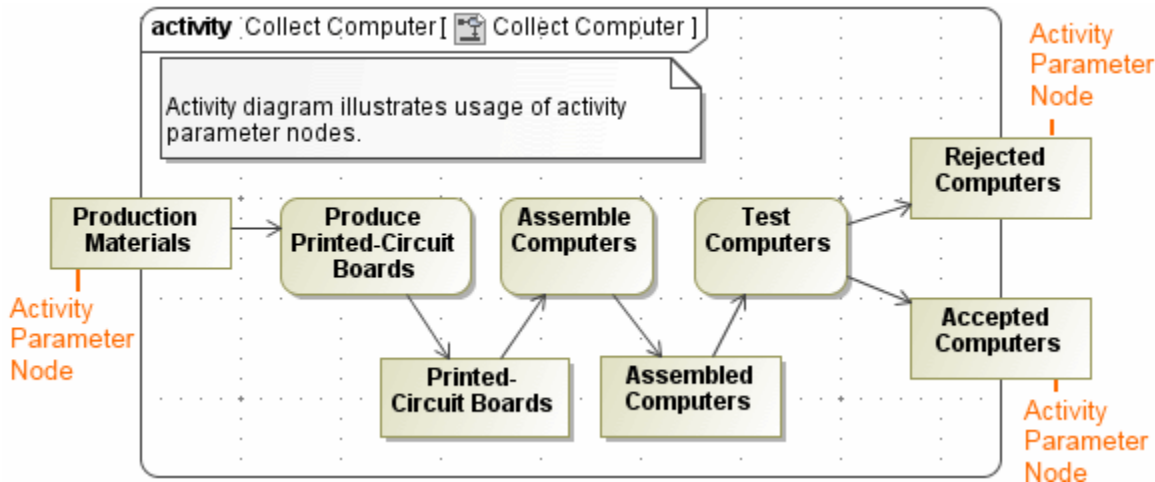 activity Collect Computer [ Collect Computer ]
Activity
Parameter
Node
Activity diagram illustrates usage of activity
parameter nodes.
Rejected
Computers
Production
Materials
Produce
Printed-Circuit
Boards
Assemble
Computers
Test
Computers
Activity
Parameter
Node
Printed-
Circuit Boards
Assembled
Computers
Accepted
Computers
Activity
Parameter
Node